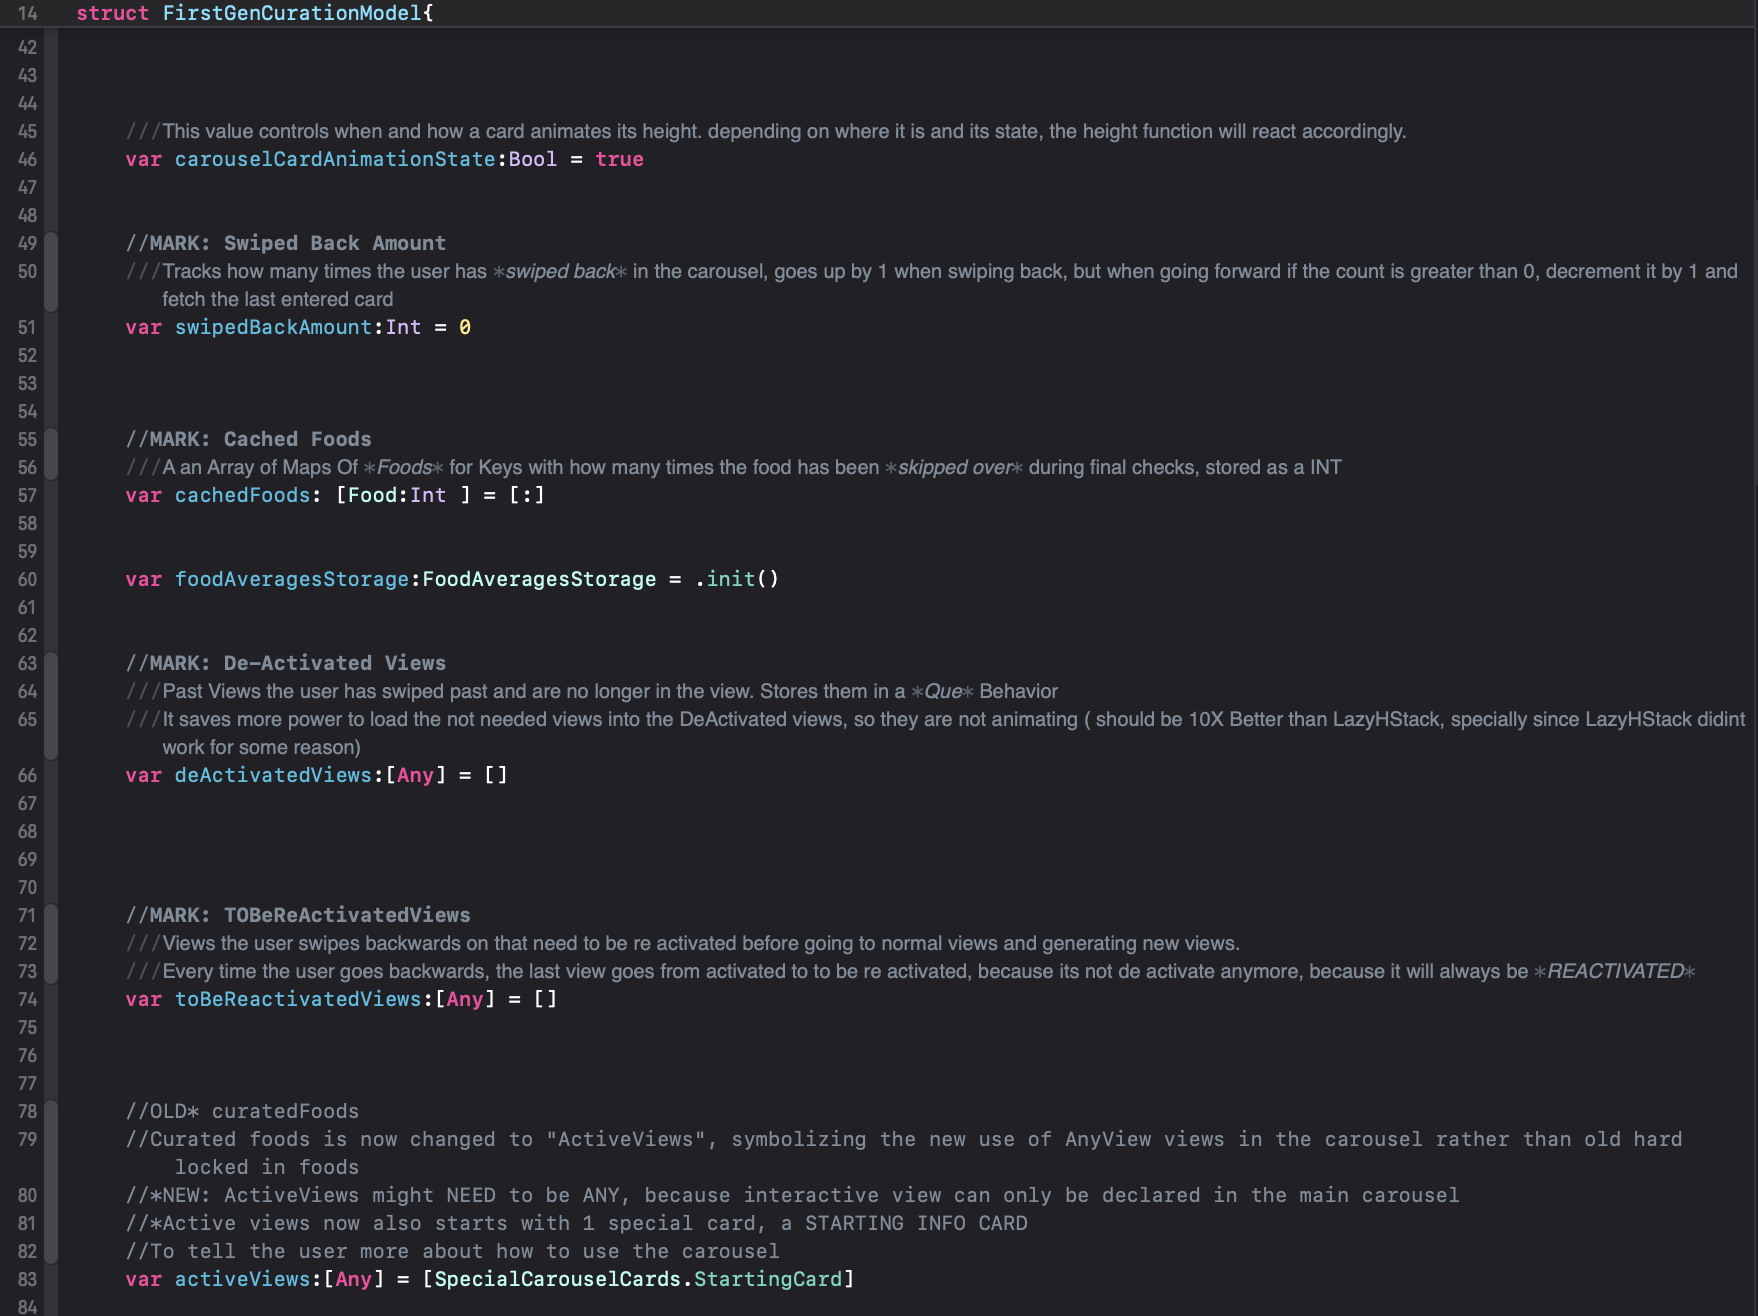 14 struct FirstGenCurationModel{
42
43
44
45 ///This value controls when and how a card animates its height. depending on where it is and its state, the height function will react accordingly.
46 var carouselCardAnimationState:Bool = true
47
48
49 //MARK: Swiped Back Amount
50 ///Tracks how many times the user has *swiped back* in the carousel, goes up by 1 when swiping back, but when going forward if the count is greater than 0, decrement it by 1 and
fetch the last entered card
51 var swipedBackAmount:Int = 0
52
53
54
55 //MARK: Cached Foods
56 ///A an Array of Maps Of *Foods* for Keys with how many times the food has been *skipped over* during final checks, stored as a INT
57 var cachedFoods: [Food:Int ] = [:]
58
59
60 var foodAveragesStorage:FoodAveragesStorage = .init()
61
62
63 //MARK: De-Activated Views
64 ///Past Views the user has swiped past and are no longer in the view. Stores them in a *Que* Behavior
65 ///It saves more power to load the not needed views into the DeActivated views, so they are not animating ( should be 10X Better than LazyHStack, specially since LazyHStack didint
work for some reason)
66 var deActivatedViews:[Any] = []
67
68
69
70
71 //MARK: TOBeReActivatedViews
72 ///Views the user swipes backwards on that need to be re activated before going to normal views and generating new views.
73 ///Every time the user goes backwards, the last view goes from activated to to be re activated, because its not de activate anymore, because it will always be *REACTIVATED*
74 var toBeReactivatedViews:[Any] = []
75
76
77
78 //OLD* curatedFoods
79 //Curated foods is now changed to "ActiveViews", symbolizing the new use of AnyView views in the carousel rather than old hard
locked in foods
80 //*NEW: ActiveViews might NEED to be ANY, because interactive view can only be declared in the main carousel
81 //*Active views now also starts with 1 special card, a STARTING INFO CARD
82 //To tell the user more about how to use the carousel
83 var activeViews:[Any] = [SpecialCarouselCards.StartingCard]
84